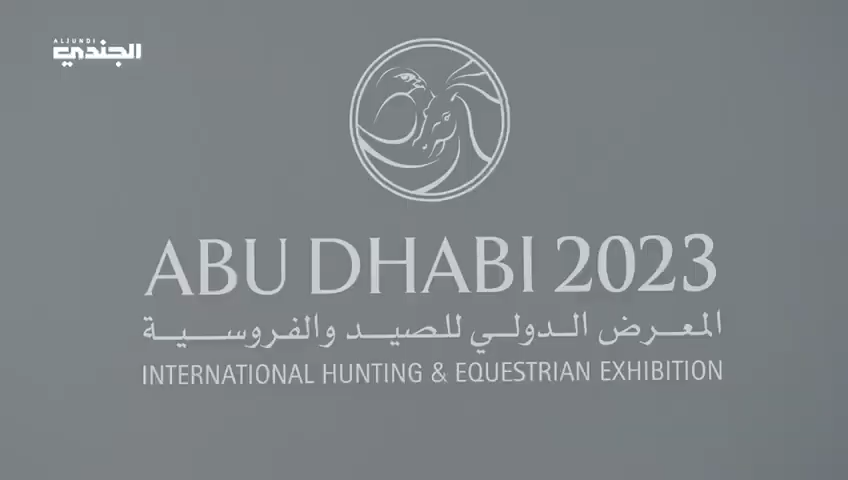 ALJUNDI
الجندي
ABU DHABI 2023
المعرض الدولي للصيد والفروسية
INTERNATIONAL HUNTING & EQUESTRIAN EXHIBITION